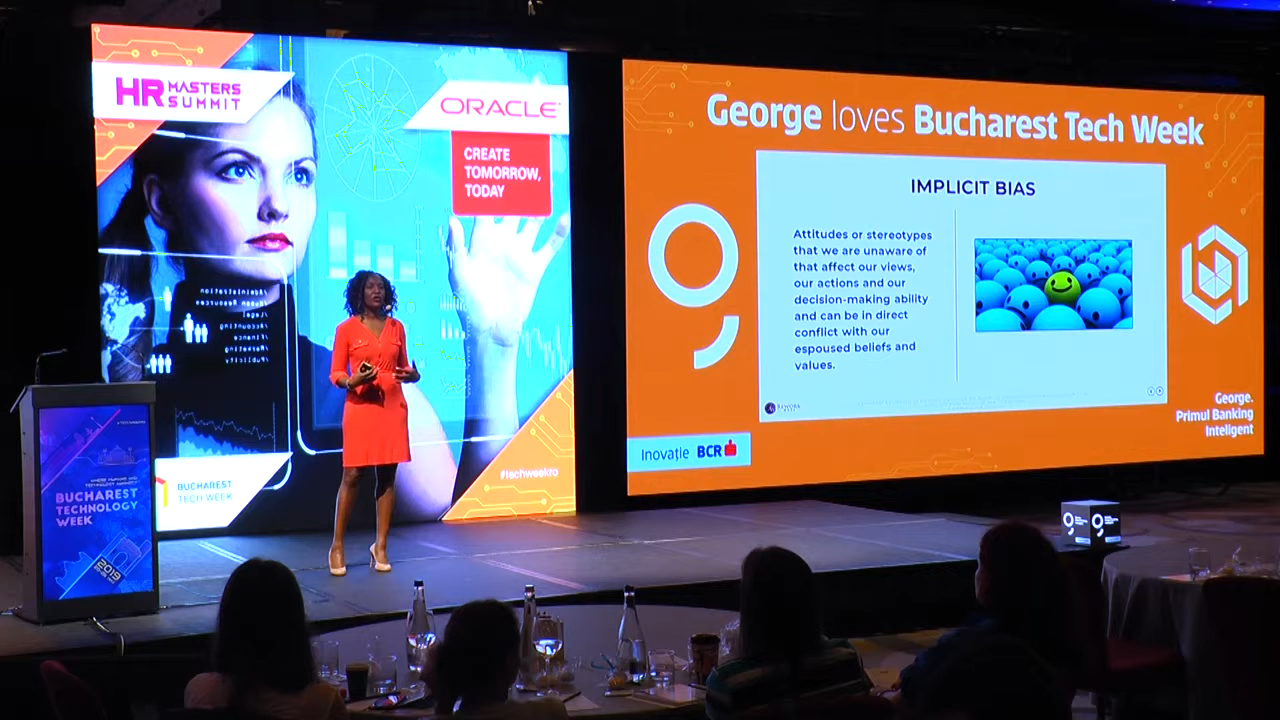 HR MASTERS
SUMMIT
ORACLE
CREATE
TOMORROW,
TODAY
BUCHAREST
TECH WEEK
#techweekro
BUCHAREST
TECHNOLOGY
WEEK
2019
George loves Bucharest Tech Week
IMPLICIT BIAS
Attitudes or stereotypes
that we are unaware of
that affect our views,
our actions and our
decision-making ability
and can be in direct
conflict with our
espoused beliefs and
values.
Inovație BCR
George.
Primul Banking
Inteligent